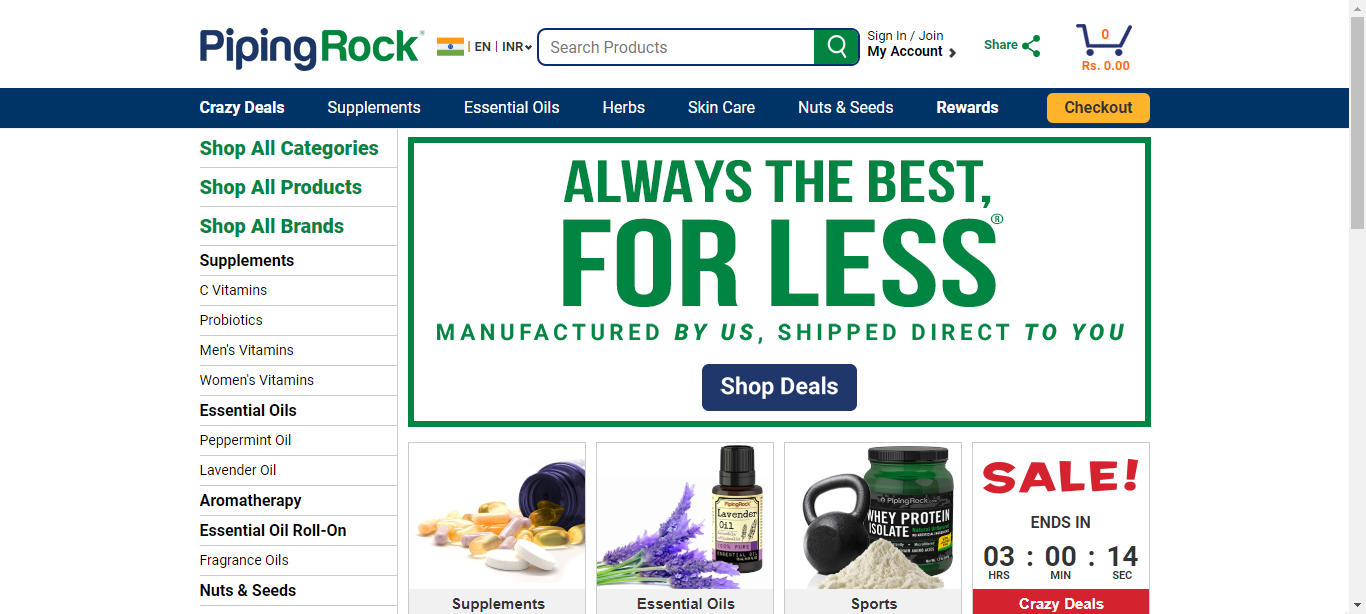 PipingRock®
| EN | INR
Search Products
Sign In / Join
My Account
Share
0
Rs. 0.00
Crazy Deals
Supplements
Essential Oils
Herbs
Skin Care
Nuts & Seeds
Rewards
Checkout
Shop All Categories
Shop All Products
Shop All Brands
Supplements
C Vitamins
Probiotics
Men's Vitamins
Women's Vitamins
Essential Oils
Peppermint Oil
Lavender Oil
Aromatherapy
Essential Oil Roll-On
Fragrance Oils
Nuts & Seeds
ALWAYS THE BEST,
FOR LESS®
MANUFACTURED BY US, SHIPPED DIRECT TO YOU
Shop Deals
Supplements
PipingRock
Lavender
Oil
100% PURE
ESSENTIAL OIL
Essential Oils
PipingRock.com
WHEY PROTEIN
ISOLATE
Sports
SALE!
ENDS IN
03 : 00 : 14
HRS MIN SEC
Crazy Deals